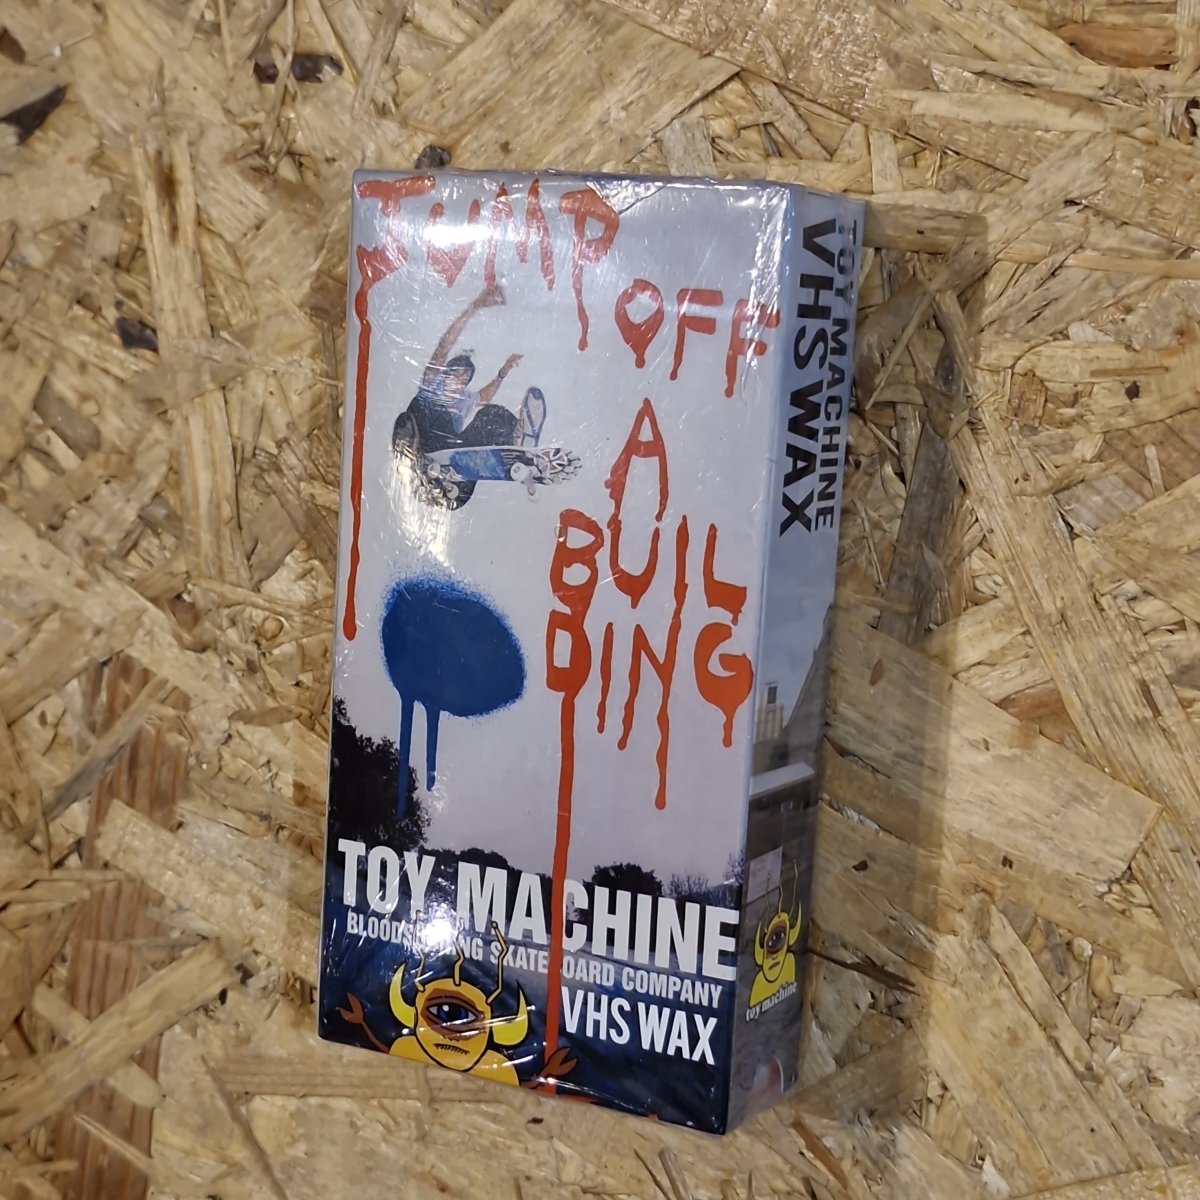 JUMP
OFF
A
BUIL
DING
TOY MACHINE
BLOODSUCKING SKATEBOARD COMPANY
VHS WAX
TOY MACHINE
VHS WAX
toy machine